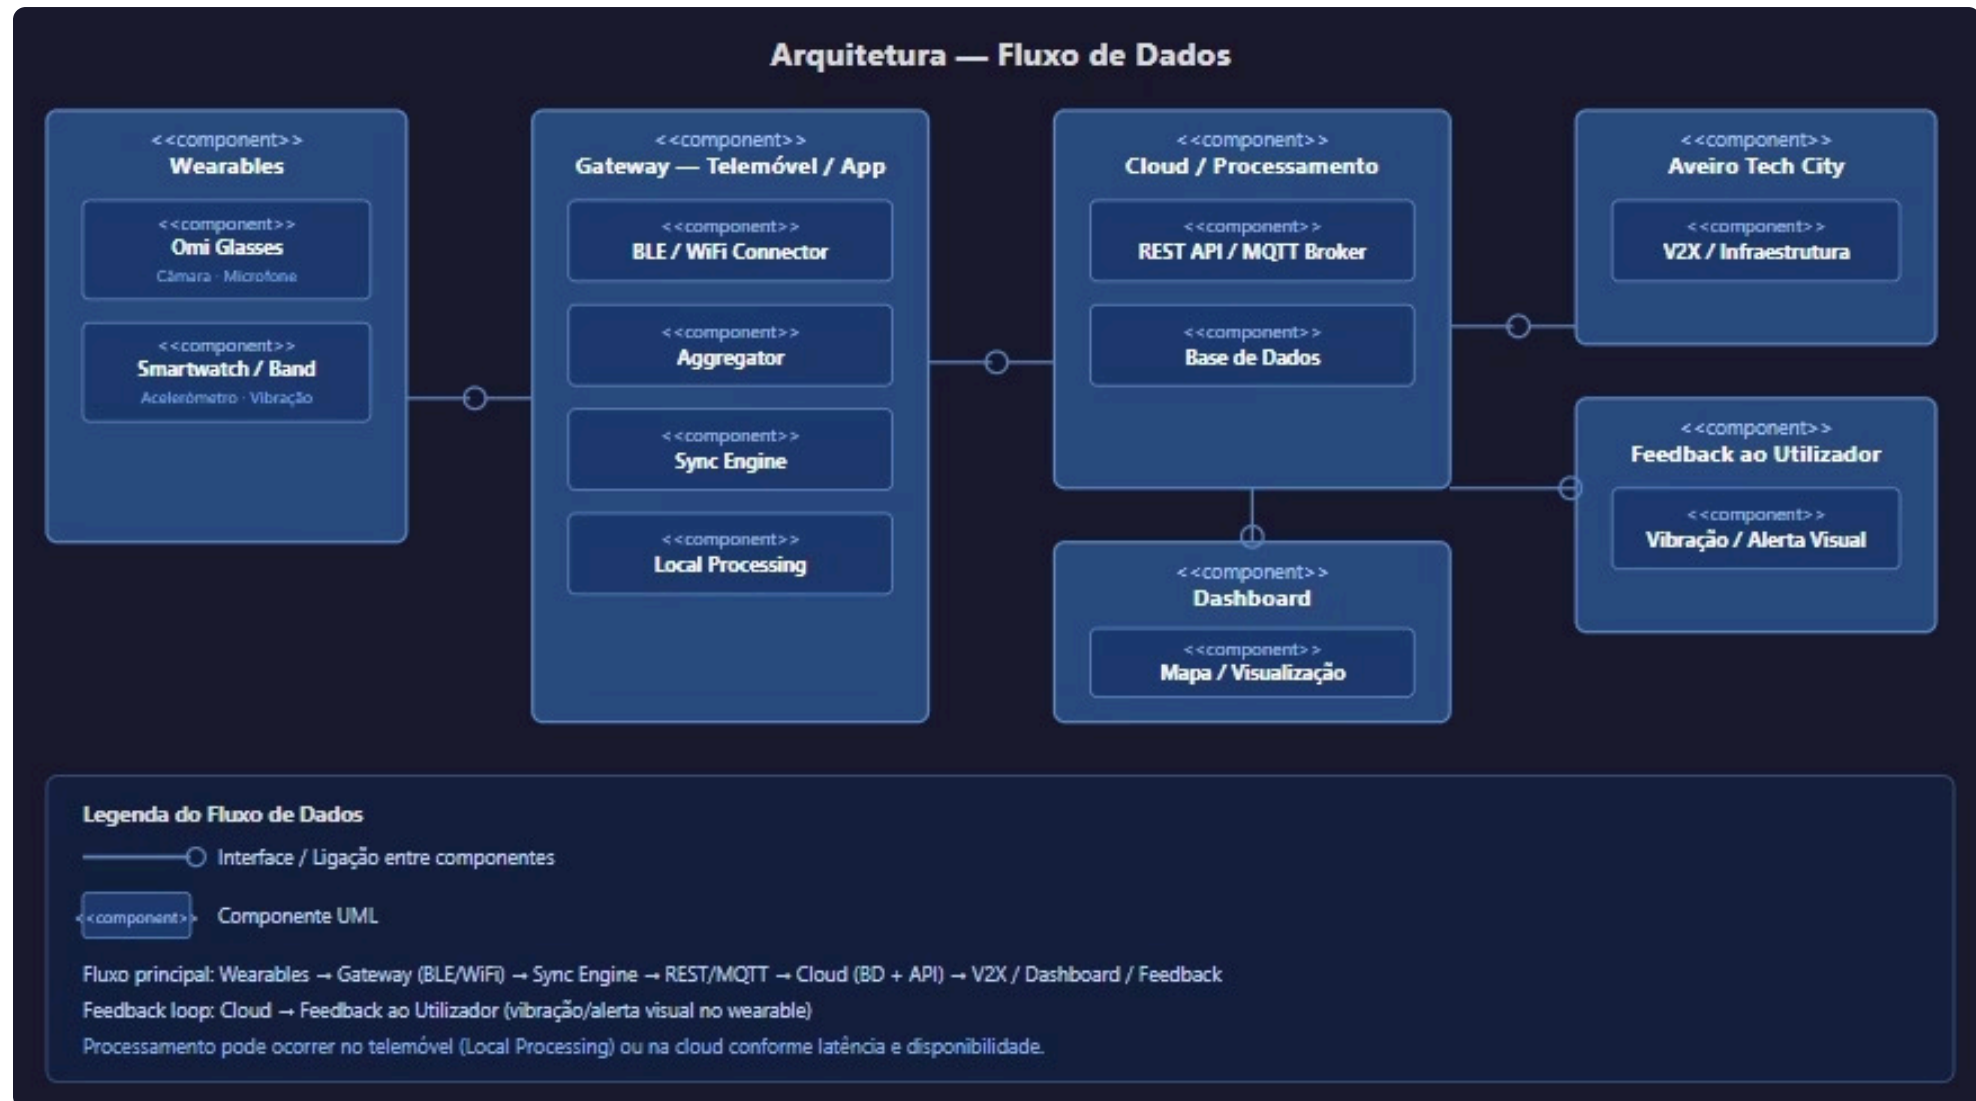 Arquitetura — Fluxo de Dados
<<component>>
Wearables
<<component>>
Omi Glasses
Câmara · Microfone
<<component>>
Smartwatch / Band
Acelerómetro · Vibração
<<component>>
Gateway — Telemóvel / App
<<component>>
BLE / WiFi Connector
<<component>>
Aggregator
<<component>>
Sync Engine
<<component>>
Local Processing
<<component>>
Cloud / Processamento
<<component>>
REST API / MQTT Broker
<<component>>
Base de Dados
<<component>>
Dashboard
<<component>>
Mapa / Visualização
<<component>>
Aveiro Tech City
<<component>>
V2X / Infraestrutura
<<component>>
Feedback ao Utilizador
<<component>>
Vibração / Alerta Visual
Legenda do Fluxo de Dados
Interface / Ligação entre componentes
<<component>>
Componente UML
Fluxo principal: Wearables → Gateway (BLE/WiFi) → Sync Engine → REST/MQTT → Cloud (BD + API) → V2X / Dashboard / Feedback
Feedback loop: Cloud → Feedback ao Utilizador (vibração/alerta visual no wearable)
Processamento pode ocorrer no telemóvel (Local Processing) ou na cloud conforme latência e disponibilidade.